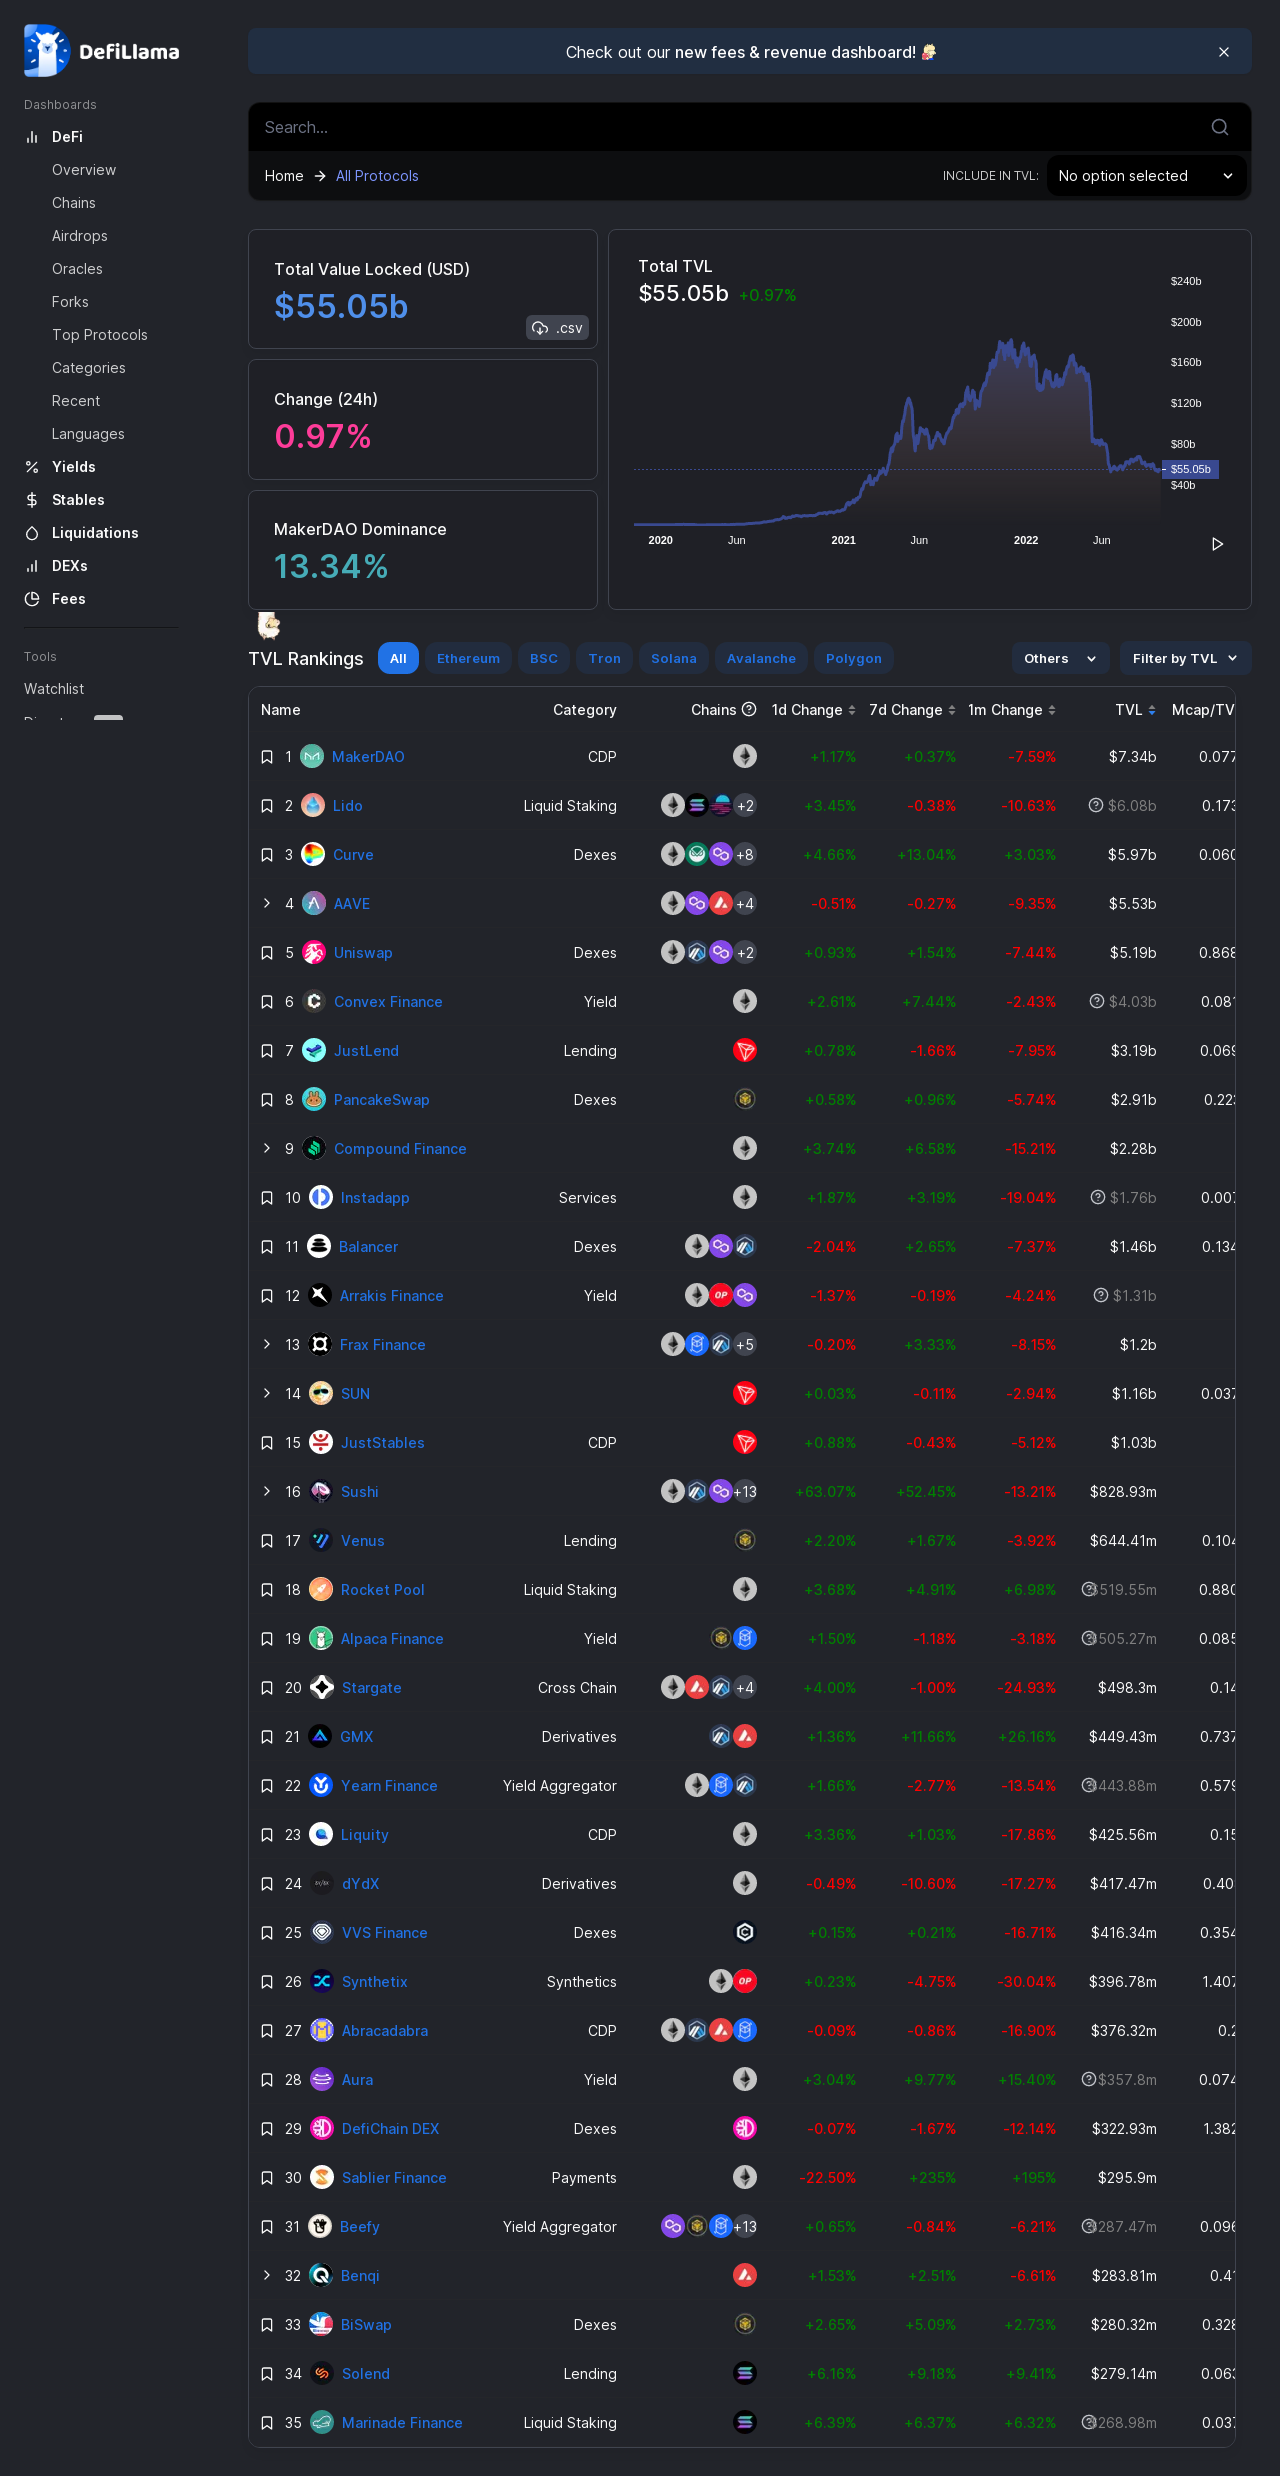 DefiLlama
Dashboards
DeFi
Overview
Chains
Airdrops
Oracles
Forks
Top Protocols
Categories
Recent
Languages
Yields
Stables
Liquidations
DEXs
Fees
Tools
Watchlist
Check out our new fees & revenue dashboard!
Search...
Home All Protocols
INCLUDE IN TVL: No option selected
Total Value Locked (USD)
$55.05b
.csv
Change (24h)
0.97%
MakerDAO Dominance
13.34%
Total TVL
$55.05b +0.97%
$240b
$200b
$160b
$120b
$80b
$55.05b
$40b
2020 Jun 2021 Jun 2022 Jun
TVL Rankings All Ethereum BSC Tron Solana Avalanche Polygon Others Filter by TVL
Name Category Chains 1d Change 7d Change 1m Change TVL Mcap/TV
1 MakerDAO CDP +1.17% +0.37% -7.59% $7.34b 0.077
2 Lido Liquid Staking +2 +3.45% -0.38% -10.63% $6.08b 0.173
3 Curve Dexes +8 +4.66% +13.04% +3.03% $5.97b 0.060
4 AAVE +4 -0.51% -0.27% -9.35% $5.53b
5 Uniswap Dexes +2 +0.93% +1.54% -7.44% $5.19b 0.868
6 Convex Finance Yield +2.61% +7.44% -2.43% $4.03b 0.081
7 JustLend Lending +0.78% -1.66% -7.95% $3.19b 0.069
8 PancakeSwap Dexes +0.58% +0.96% -5.74% $2.91b 0.223
9 Compound Finance +3.74% +6.58% -15.21% $2.28b
10 Instadapp Services +1.87% +3.19% -19.04% $1.76b 0.007
11 Balancer Dexes -2.04% +2.65% -7.37% $1.46b 0.134
12 Arrakis Finance Yield OP -1.37% -0.19% -4.24% $1.31b
13 Frax Finance +5 -0.20% +3.33% -8.15% $1.2b
14 SUN +0.03% -0.11% -2.94% $1.16b 0.037
15 JustStables CDP +0.88% -0.43% -5.12% $1.03b
16 Sushi +13 +63.07% +52.45% -13.21% $828.93m
17 Venus Lending +2.20% +1.67% -3.92% $644.41m 0.104
18 Rocket Pool Liquid Staking +3.68% +4.91% +6.98% $519.55m 0.880
19 Alpaca Finance Yield +1.50% -1.18% -3.18% $505.27m 0.085
20 Stargate Cross Chain +4 +4.00% -1.00% -24.93% $498.3m 0.14
21 GMX Derivatives +1.36% +11.66% +26.16% $449.43m 0.737
22 Yearn Finance Yield Aggregator +1.66% -2.77% -13.54% $443.88m 0.579
23 Liquity CDP +3.36% +1.03% -17.86% $425.56m 0.15
24 dYdX Derivatives -0.49% -10.60% -17.27% $417.47m 0.40
25 VVS Finance Dexes +0.15% +0.21% -16.71% $416.34m 0.354
26 Synthetix Synthetics OP +0.23% -4.75% -30.04% $396.78m 1.407
27 Abracadabra CDP -0.09% -0.86% -16.90% $376.32m 0.2
28 Aura Yield +3.04% +9.77% +15.40% $357.8m 0.074
29 DefiChain DEX Dexes -0.07% -1.67% -12.14% $322.93m 1.382
30 Sablier Finance Payments -22.50% +235% +195% $295.9m
31 Beefy Yield Aggregator +13 +0.65% -0.84% -6.21% $287.47m 0.096
32 Benqi +1.53% +2.51% -6.61% $283.81m 0.41
33 BiSwap Dexes +2.65% +5.09% +2.73% $280.32m 0.328
34 Solend Lending +6.16% +9.18% +9.41% $279.14m 0.063
35 Marinade Finance Liquid Staking +6.39% +6.37% +6.32% $268.98m 0.037